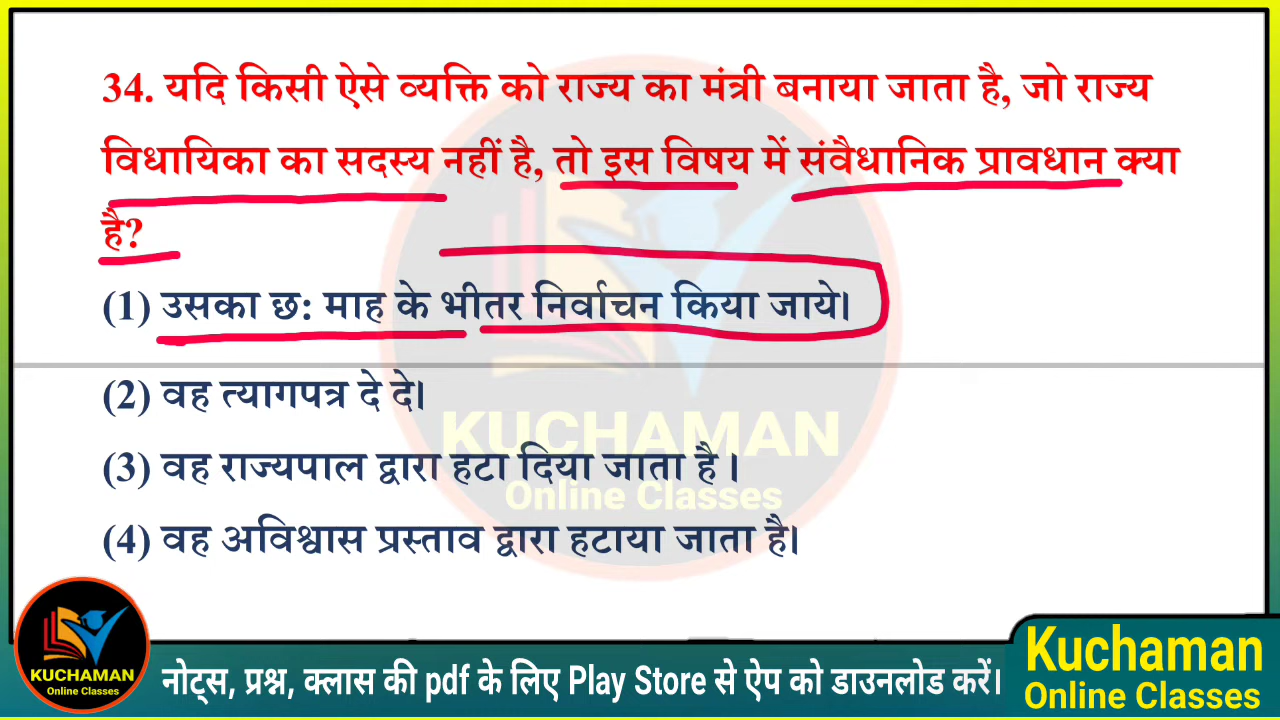 34. यदि किसी ऐसे व्यक्ति को राज्य का मंत्री बनाया जाता है, जो राज्य
विधायिका का सदस्य नहीं है, तो इस विषय में संवैधानिक प्रावधान क्या
है?
(1) उसका छः माह के भीतर निर्वाचन किया जाये।
(2) वह त्यागपत्र दे दे।
(3) वह राज्यपाल द्वारा हटा दिया जाता है ।
(4) वह अविश्वास प्रस्ताव द्वारा हटाया जाता है।
KUCHAMAN
Online Classes
KUCHAMAN
Online Classes
नोट्स, प्रश्न, क्लास की pdf के लिए Play Store से ऐप को डाउनलोड करें।
Kuchaman
Online Classes